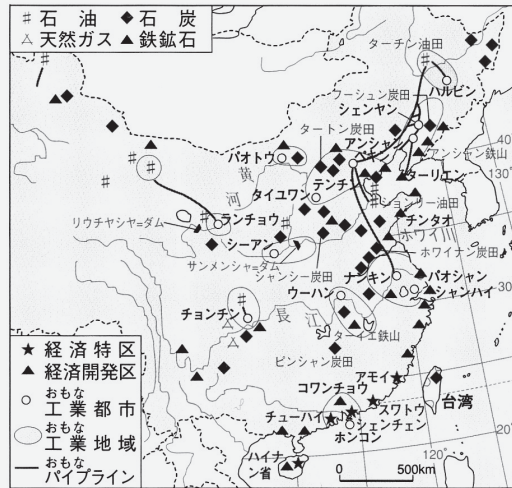 石油 石炭
天然ガス 鉄鉱石
ターチン油田
ハルビン
フーシュン炭田
シェンヤン
タートン炭田
アンシャン
アンシャン鉄山
40°
130°
パオトウ
ペキン
テンチン
ターリエン
黄河
タイユワン
ションリー油田
チンタオ
リウチヤシヤ=ダム
ランチョウ
ホワイ川
シーアン
ホワイナン炭田
サンメンシャ=ダム
シャンシー炭田
ナンキン
パオシャン
シャンハイ
30
ウーハン
チョンチン
長江
ターイエ鉄山
ピンシャン炭田
★経済特区
▲経済開発区
おもな
工業都市
おもな
工業地域
おもな
パイプライン
アモイ
コワンチョウ
台湾
スワトウ
チューハイ
シェンチェン
ホンコン
ハイナン省
20°
120°
0 500km